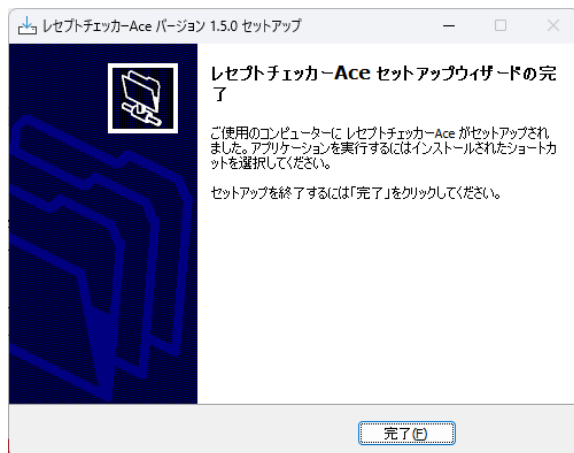 レセプトチェッカーAce バージョン 1.5.0 セットアップ
レセプトチェッカーAce セットアップウィザードの完
了
ご使用のコンピューターに レセプトチェッカーAce がセットアップされ
ました。アプリケーションを実行するにはインストールされたショートカ
ットを選択してください。
セットアップを終了するには「完了」をクリックしてください。
完了(F)